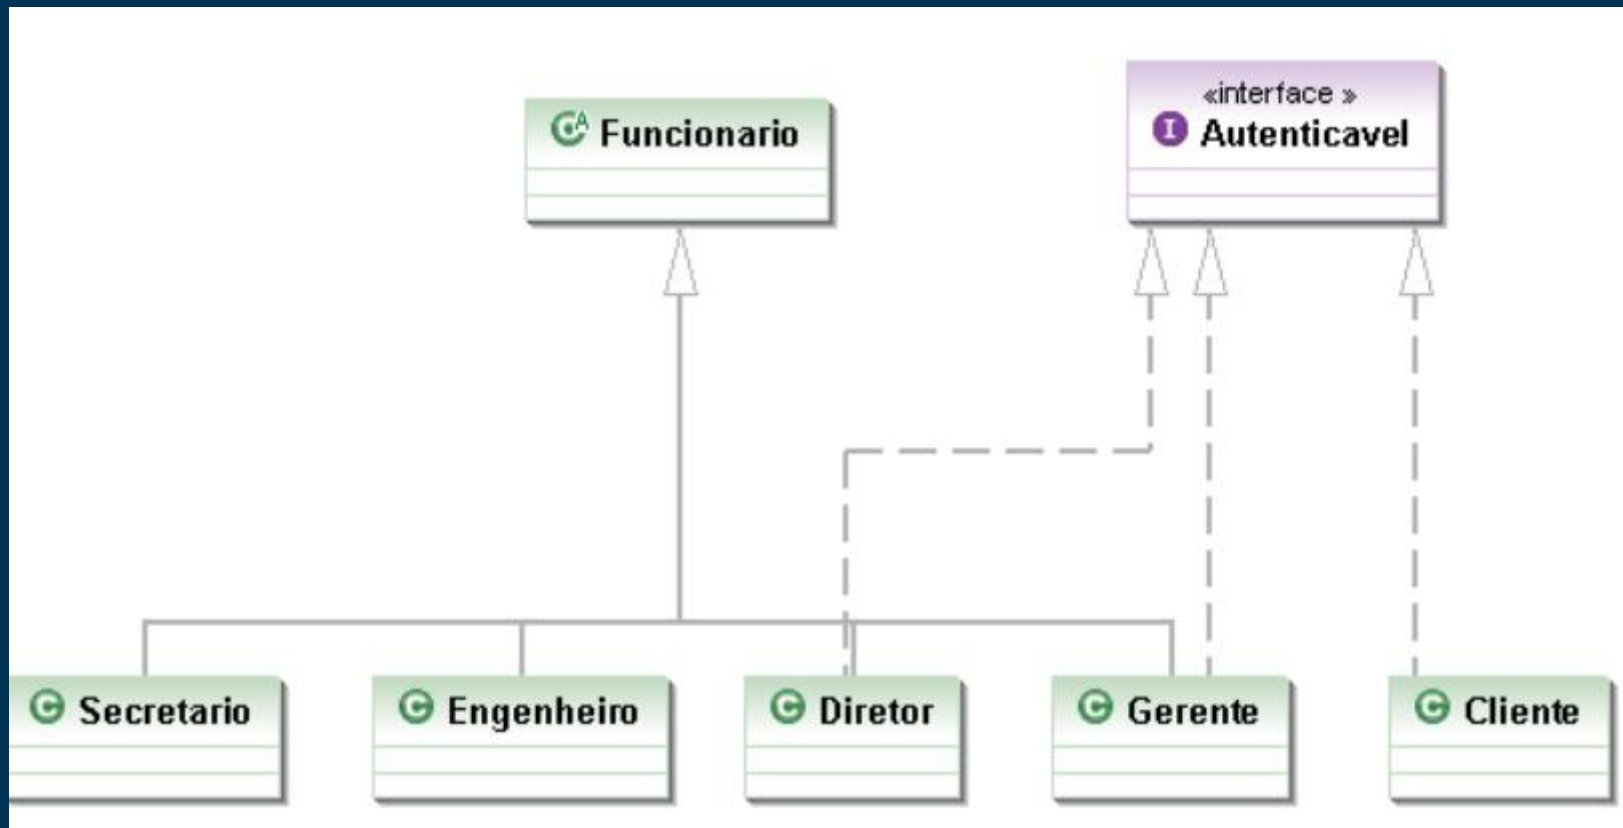 Funcionario
«interface »
Autenticavel
Secretario
Engenheiro
Diretor
Gerente
Cliente